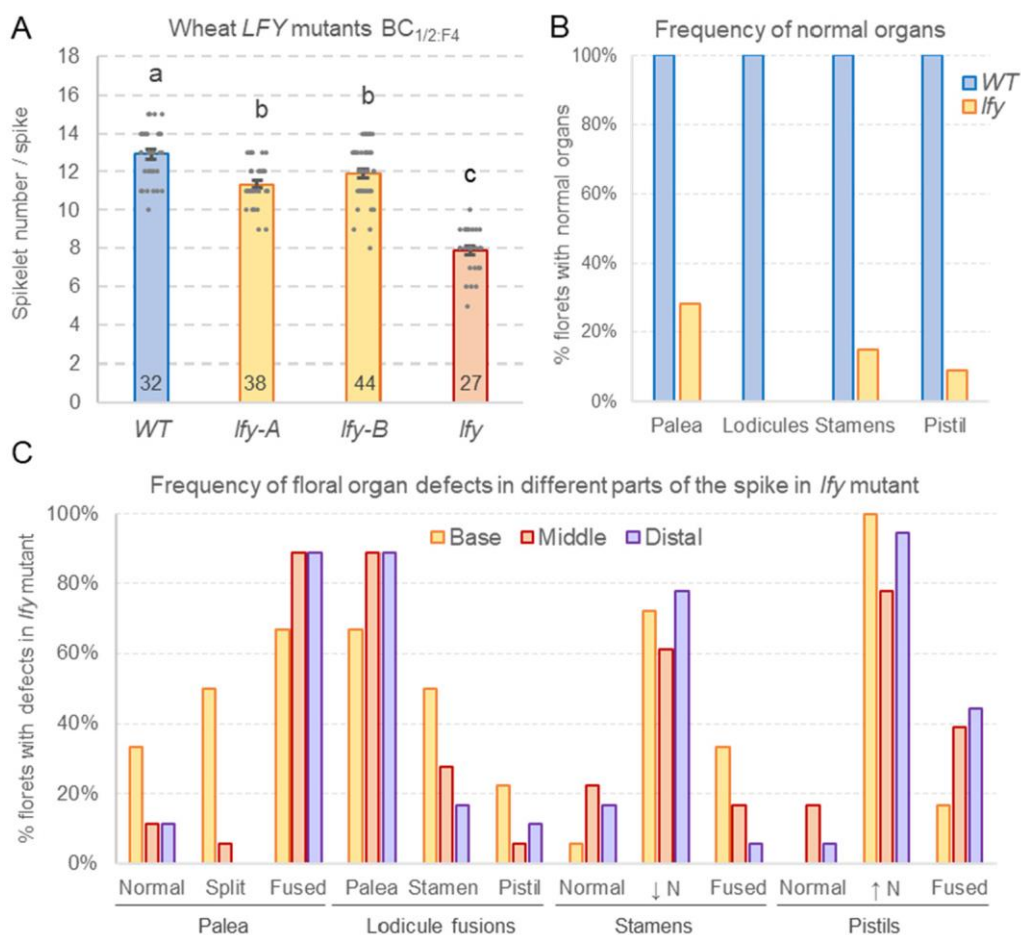 A
Wheat LFY mutants BC1/2:F4
Spikelet number / spike
18
16
14
12
10
8
6
4
2
0
a
b
b
c
32
38
44
27
WT
lfy-A
lfy-B
lfy
B
Frequency of normal organs
% florets with normal organs
100%
80%
60%
40%
20%
0%
WT
lfy
Palea Lodicules Stamens Pistil
C
Frequency of floral organ defects in different parts of the spike in lfy mutant
% florets with defects in lfy mutant
100%
80%
60%
40%
20%
0%
Base Middle Distal
Normal Split Fused Palea Stamen Pistil Normal ↓ N Fused Normal ↑ N Fused
Palea Lodicule fusions Stamens Pistils